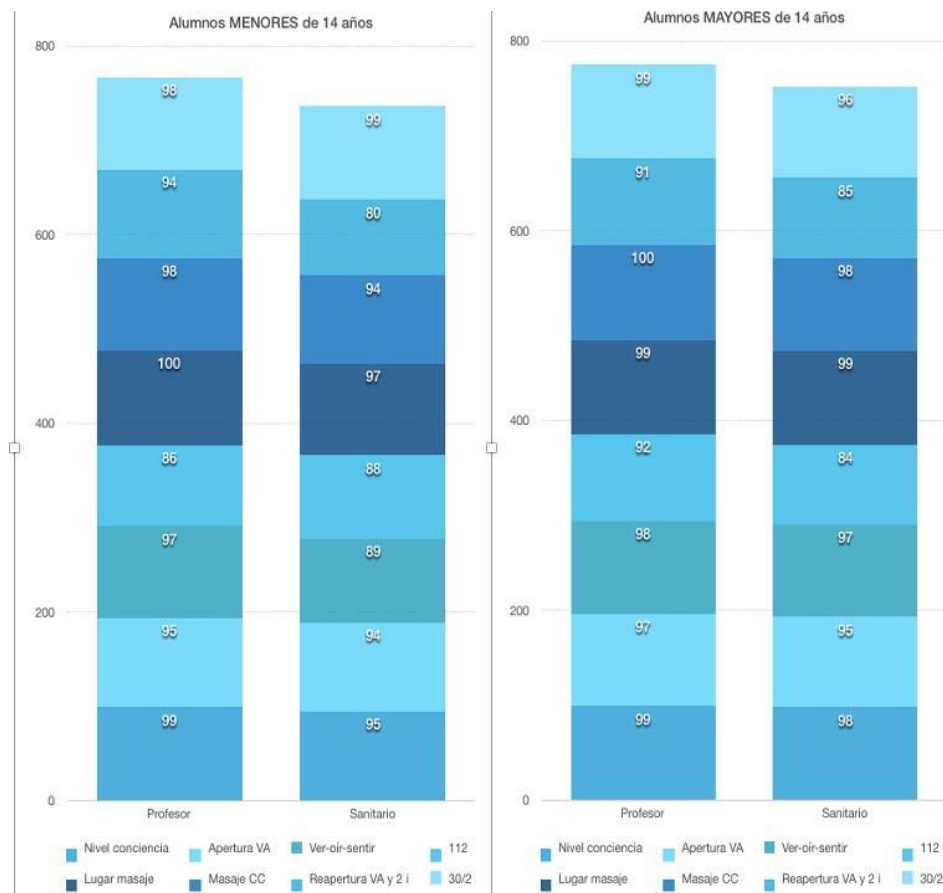 Alumnos MENORES de 14 años
800
600
400
200
0
98
94
98
100
86
97
95
99
99
80
94
97
88
89
94
95
Profesor
Sanitario
Nivel conciencia
Apertura VA
Ver-oír-sentir
112
Lugar masaje
Masaje CC
Reapertura VA y 2 i
30/2
Alumnos MAYORES de 14 años
800
600
400
200
0
99
91
100
99
92
98
97
99
96
85
98
99
84
97
95
98
Profesor
Sanitario
Nivel conciencia
Apertura VA
Ver-oír-sentir
112
Lugar masaje
Masaje CC
Reapertura VA y 2 i
30/2